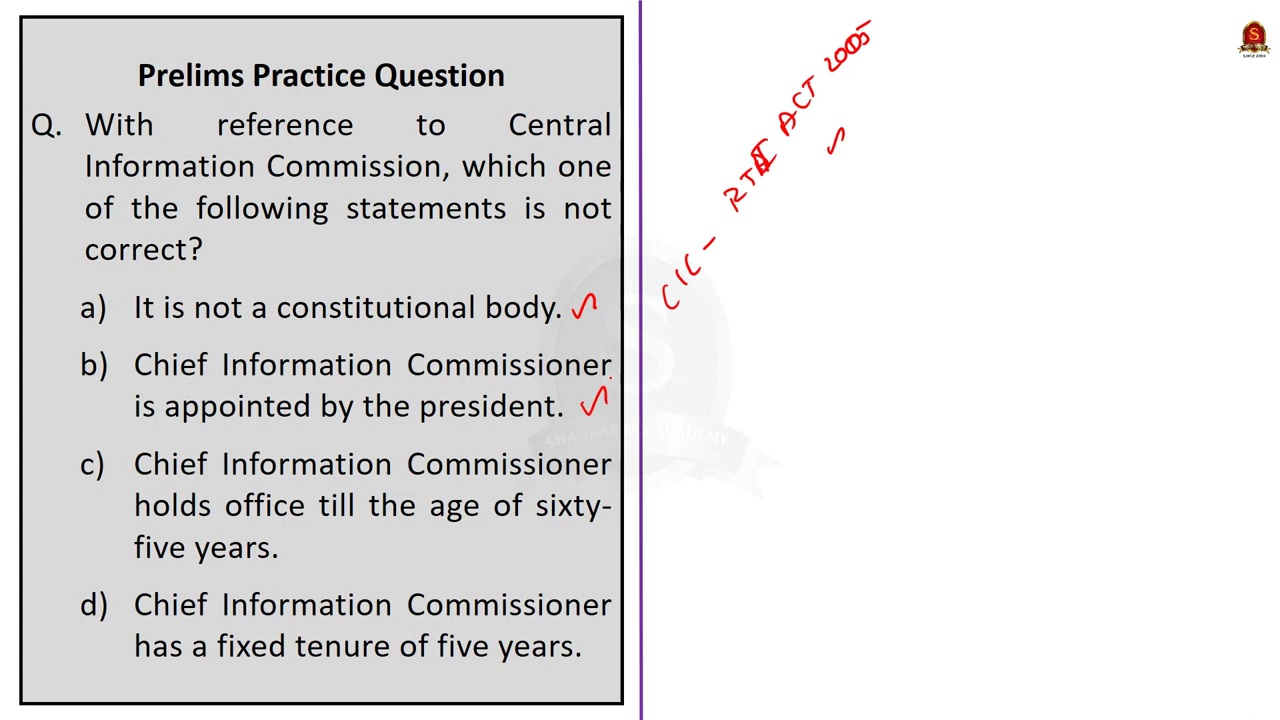 Prelims Practice Question
Q. With reference to Central
Information Commission, which one
of the following statements is not
correct?
a) It is not a constitutional body.
b) Chief Information Commissioner
is appointed by the president.
c) Chief Information Commissioner
holds office till the age of sixty-
five years.
d) Chief Information Commissioner
has a fixed tenure of five years.
CIC - RTI ACT 2005
S
SINCE 2004